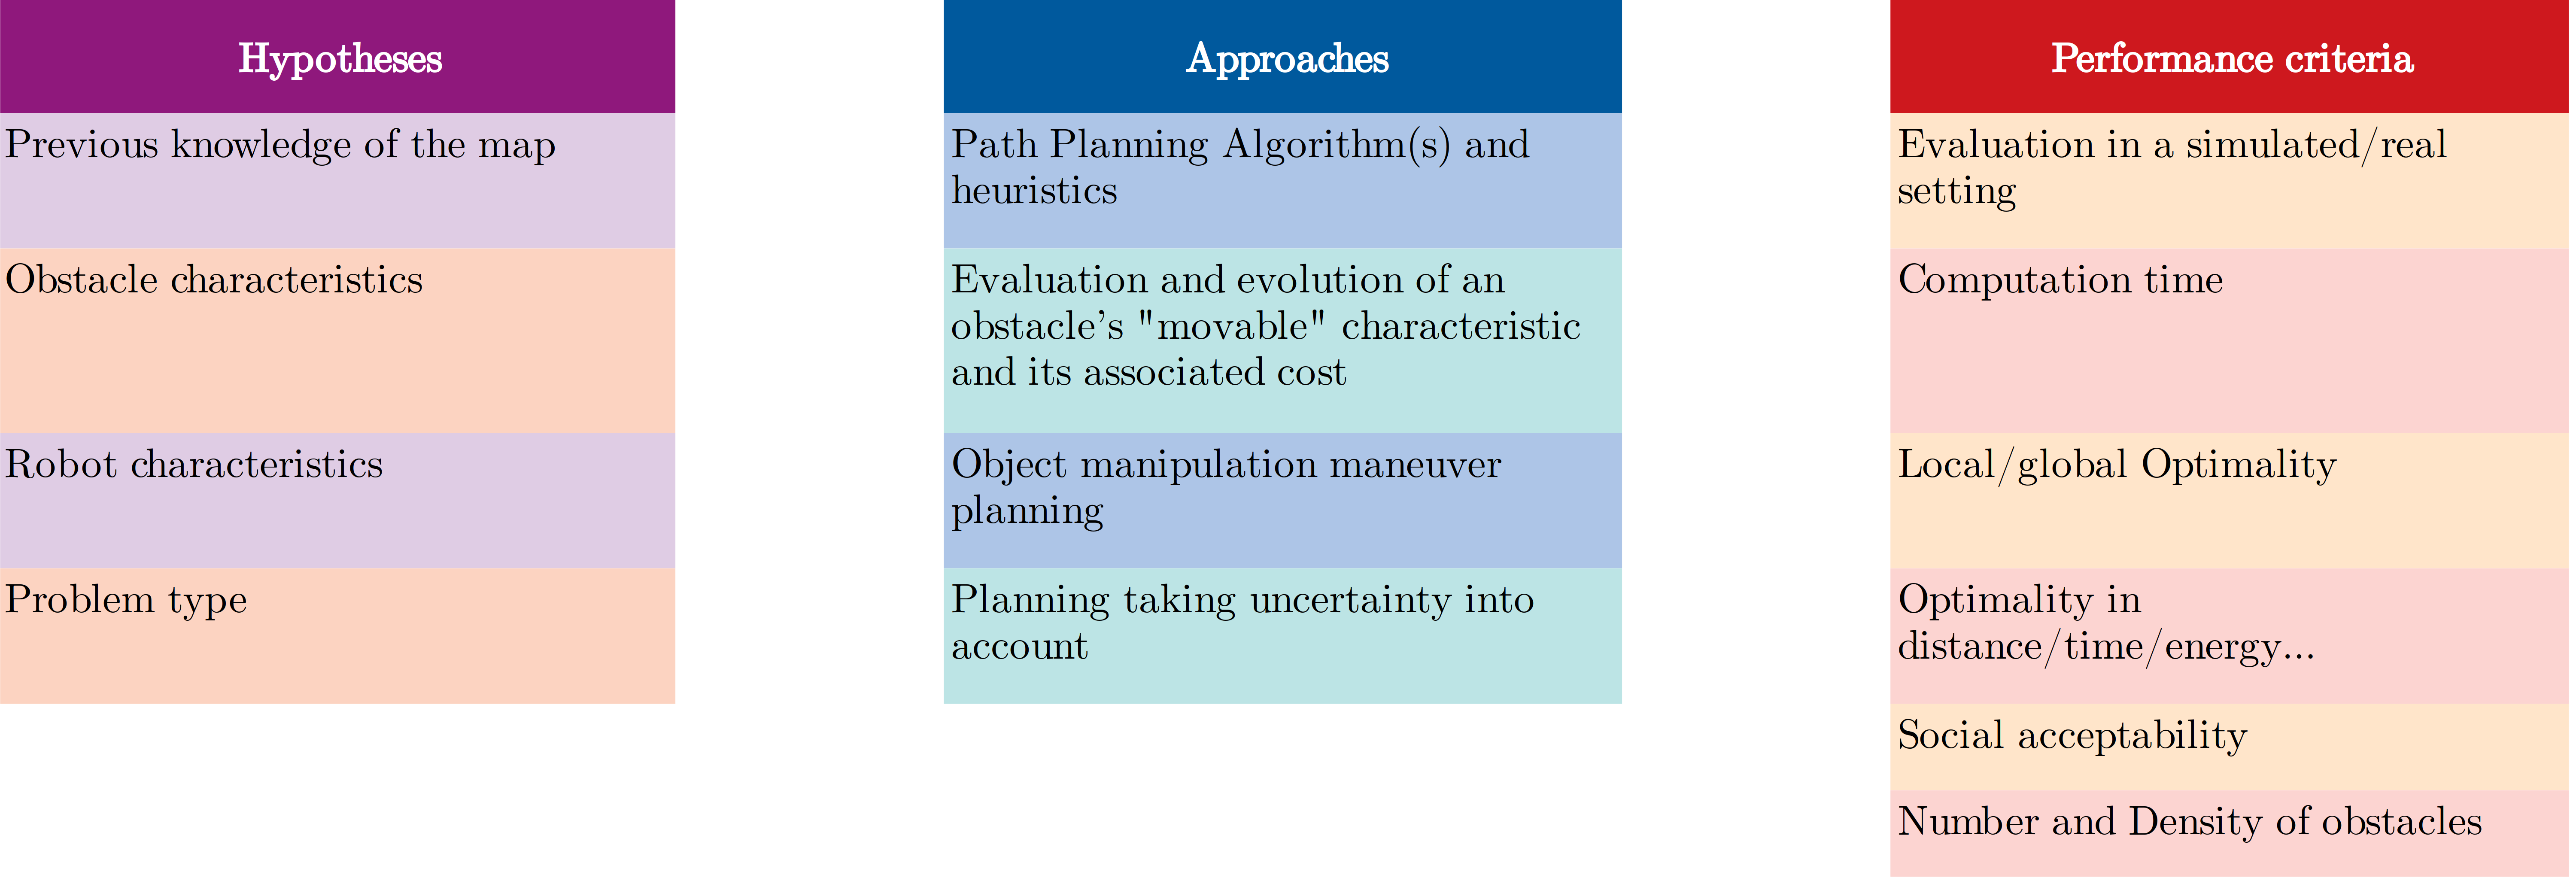 Hypotheses
Previous knowledge of the map
Obstacle characteristics
Robot characteristics
Problem type
Approaches
Path Planning Algorithm(s) and
heuristics
Evaluation and evolution of an
obstacle's "movable" characteristic
and its associated cost
Object manipulation maneuver
planning
Planning taking uncertainty into
account
Performance criteria
Evaluation in a simulated/real
setting
Computation time
Local/global Optimality
Optimality in
distance/time/energy...
Social acceptability
Number and Density of obstacles